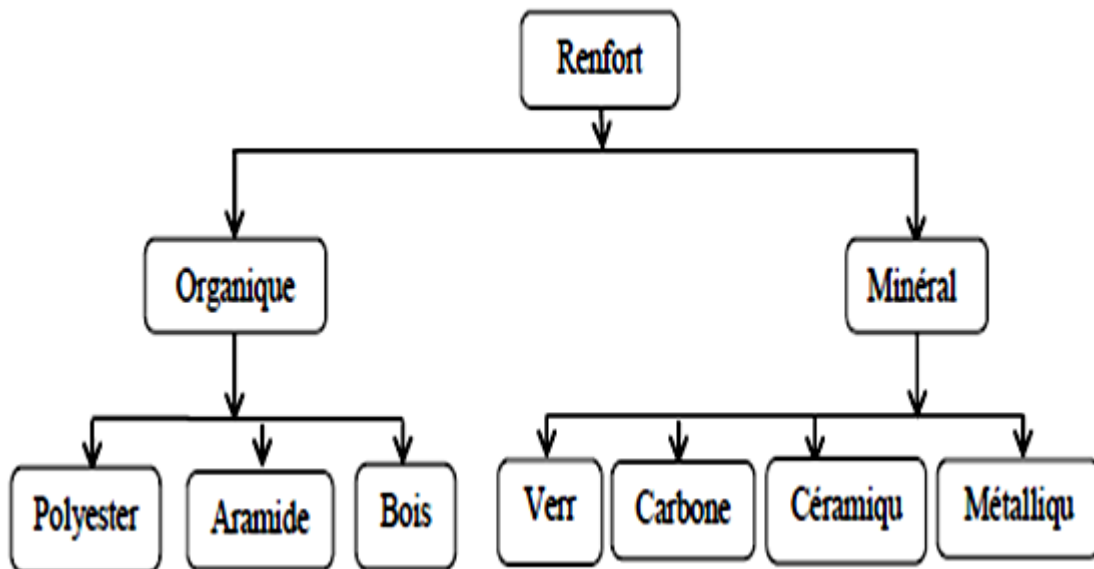 Renfort
Organique
Minéral
Polyester
Aramide
Bois
Verr
Carbone
Céramiqu
Métalliqu